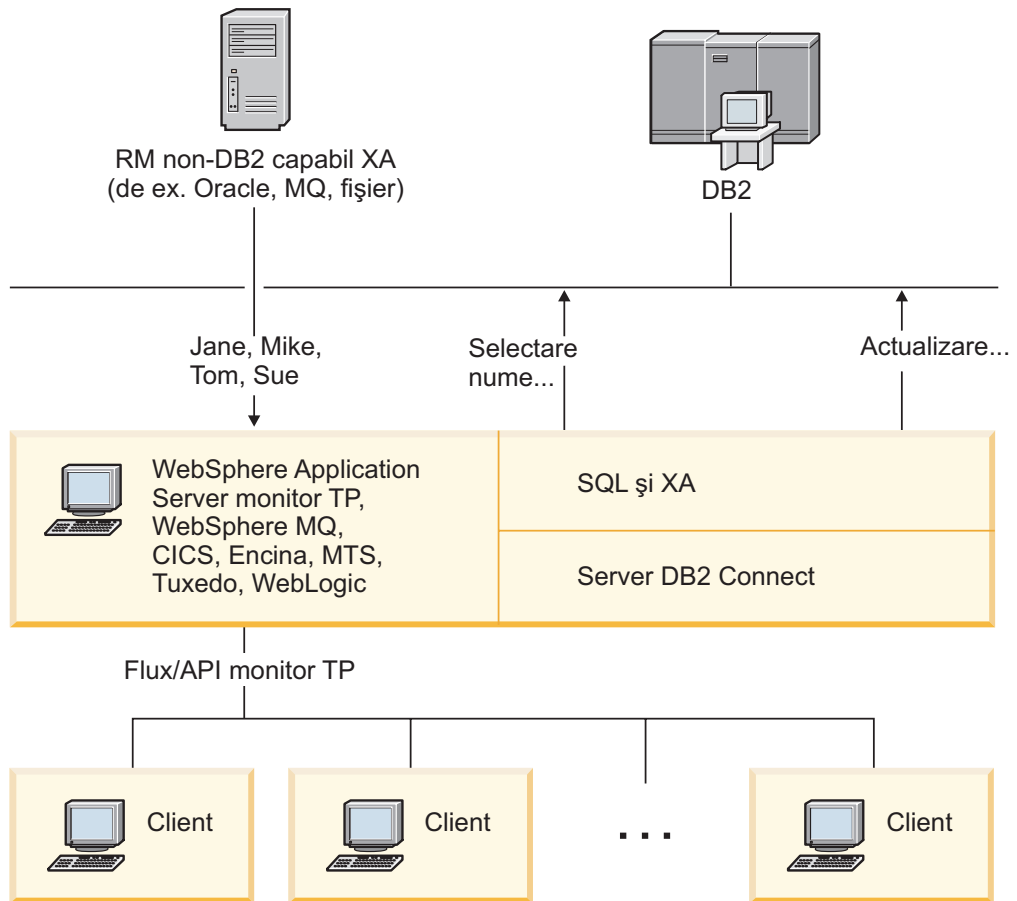 RM non-DB2 capabil XA
(de ex. Oracle, MQ, fişier)
DB2
Jane, Mike,
Tom, Sue
Selectare
nume...
Actualizare...
WebSphere Application
Server monitor TP,
WebSphere MQ,
CICS, Encina, MTS,
Tuxedo, WebLogic
SQL şi XA
Server DB2 Connect
Flux/API monitor TP
Client
Client
. . .
Client